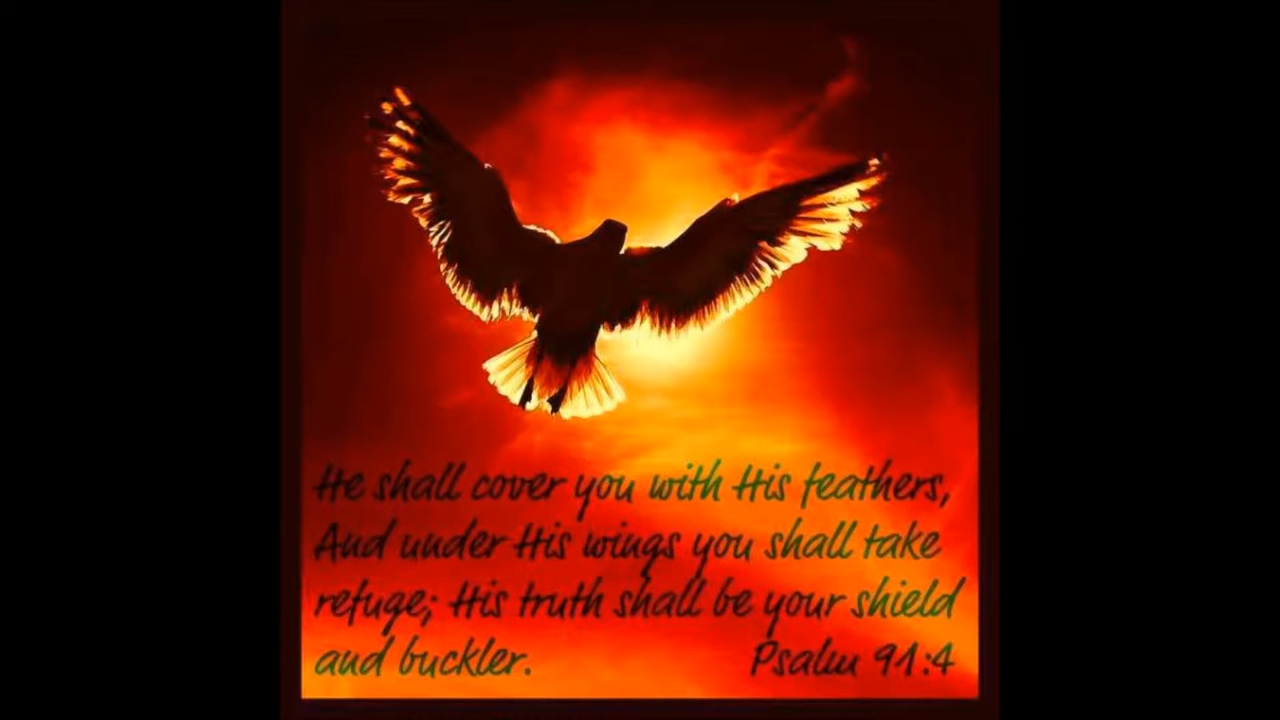 He shall cover you with His feathers,
And under His wings you shall take
refuge; His truth shall be your shield
and buckler. Psalm 91:4